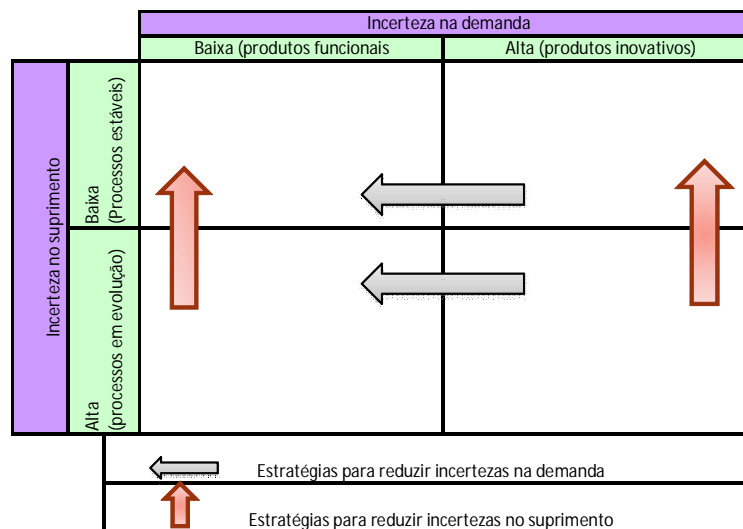 Incerteza na demanda
Baixa (produtos funcionais
Alta (produtos inovativos)
Incerteza no suprimento
Baixa
(Processos estáveis)
Alta
(processos em evolução)
Estratégias para reduzir incertezas na demanda
Estratégias para reduzir incertezas no suprimento